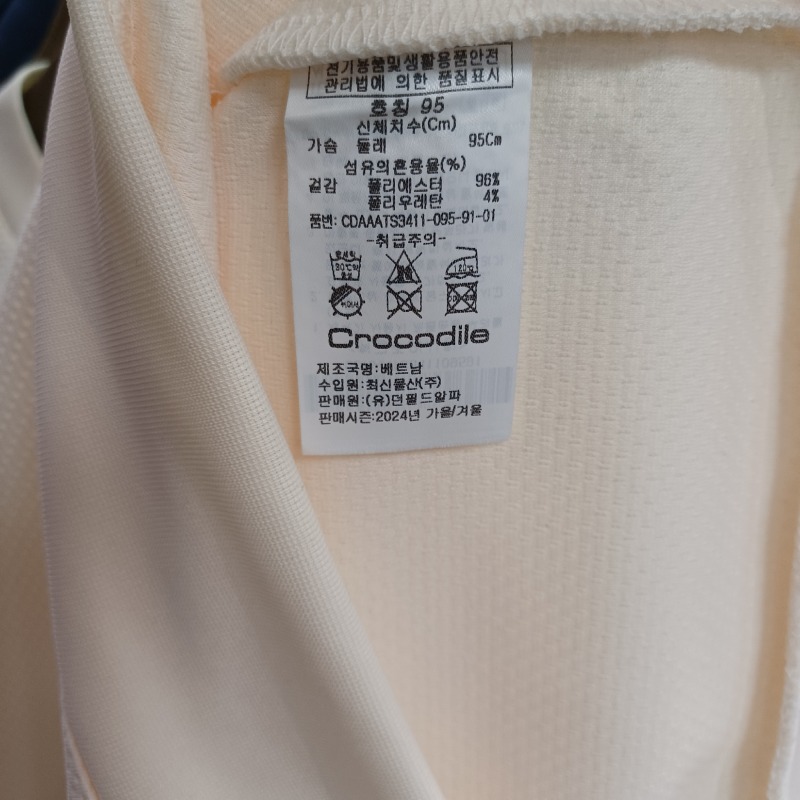 전기용품및생활용품안전
관리법에 의한 품질표시
호칭 95
신체치수(Cm)
가슴 둘레 95Cm
섬유의혼용율(%)
겉감 폴리에스터 96%
폴리우레탄 4%
품번: CDAAATS3411-095-91-01
-취급주의-
30℃
120℃
Crocodile
제조국명:베트남
수입원:최신물산(주)
판매원:(유)던필드알파
판매시즌:2024년 가을/겨울